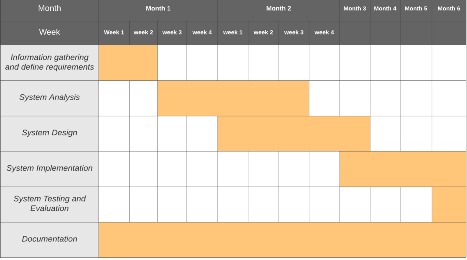 Month Month 1 Month 2 Month 3 Month 4 Month 5 Month 6
Week Week 1 week 2 week 3 week 4 week 1 week 2 week 3 week 4
Information gathering
and define requirements
System Analysis
System Design
System Implementation
System Testing and
Evaluation
Documentation